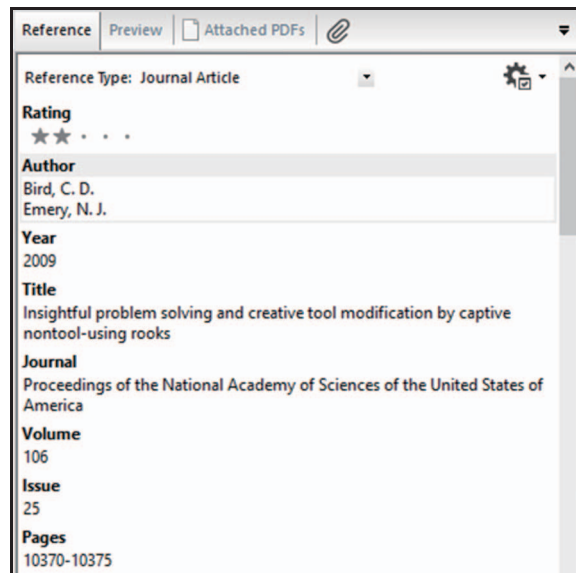 Reference Preview Attached PDFs
Reference Type: Journal Article
Rating
Author
Bird, C. D.
Emery, N. J.
Year
2009
Title
Insightful problem solving and creative tool modification by captive
nontool-using rooks
Journal
Proceedings of the National Academy of Sciences of the United States of
America
Volume
106
Issue
25
Pages
10370-10375